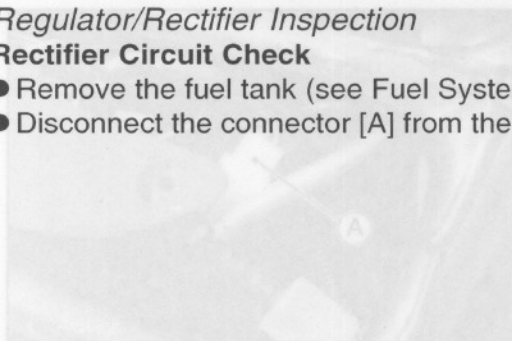 Regulator/Rectifier Inspection
Rectifier Circuit Check
● Remove the fuel tank (see Fuel Syste
● Disconnect the connector [A] from the
A